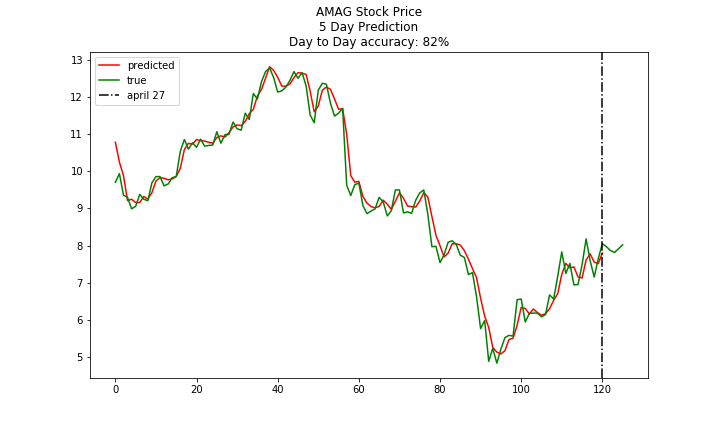 AMAG Stock Price
5 Day Prediction
Day to Day accuracy: 82%
predicted
true
april 27
13
12
11
10
9
8
7
6
5
0 20 40 60 80 100 120